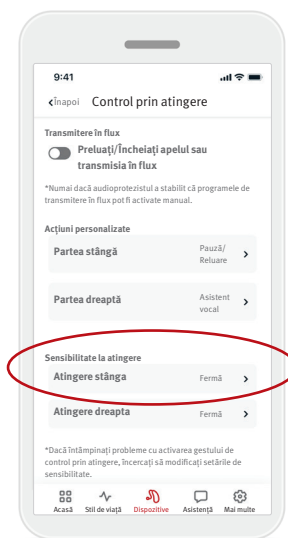 9:41
Înapoi Control prin atingere
Transmitere în flux
Preluați/Încheiați apelul sau
transmisia în flux
*Numai dacă audioprotezistul a stabilit că programele de
transmitere în flux pot fi activate manual.
Acțiuni personalizate
Partea stângă Pauză/
Reluare
Partea dreaptă Asistent
vocal
Sensibilitate la atingere
Atingere stânga Fermă
Atingere dreapta Fermă
*Dacă întâmpinați probleme cu activarea gestului de
control prin atingere, încercați să modificați setările de
sensibilitate.
Acasă Stil de viață Dispozitive Asistență Mai multe